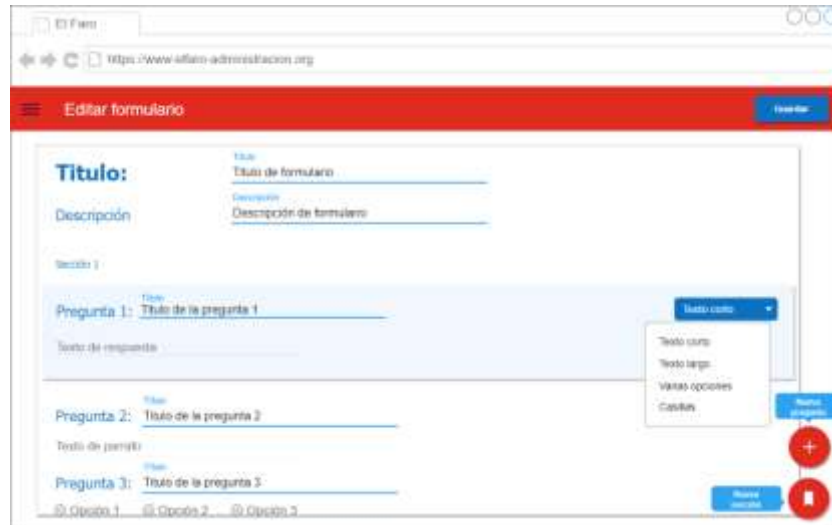 El Faro
https://www-elfaro-administracion.org
Editar formulario
Guardar
Titulo:
Titulo
Titulo de formulario
Descripción
Descripción
Descripción de formulario
Sección 1
Pregunta 1:
Titulo
Titulo de la pregunta 1
Texto corto
Texto de respuesta
Texto corto
Texto largo
Varias opciones
Casillas
Nueva pregunta
Pregunta 2:
Titulo
Titulo de la pregunta 2
Texto de parrafo
Pregunta 3:
Titulo
Titulo de la pregunta 3
Nueva
sección
Opción 1 Opción 2 Opción 3